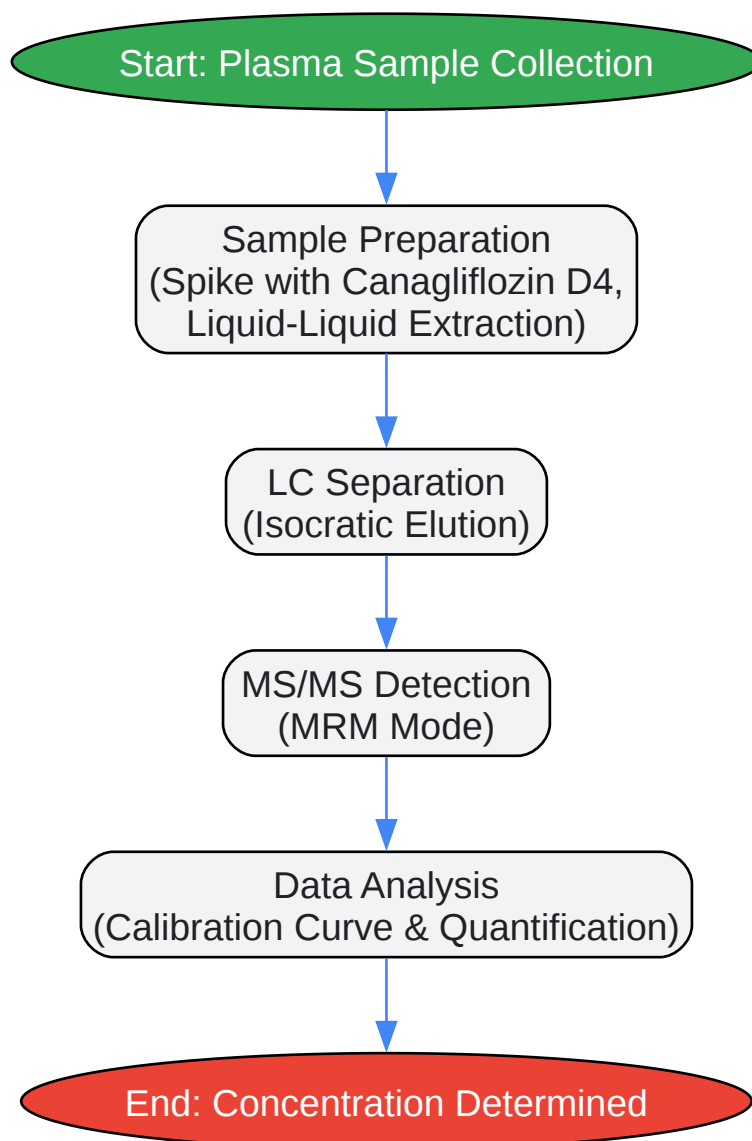 Start: Plasma Sample Collection
Sample Preparation
(Spike with Canagliflozin D4,
Liquid-Liquid Extraction)
LC Separation
(Isocratic Elution)
MS/MS Detection
(MRM Mode)
Data Analysis
(Calibration Curve & Quantification)
End: Concentration Determined